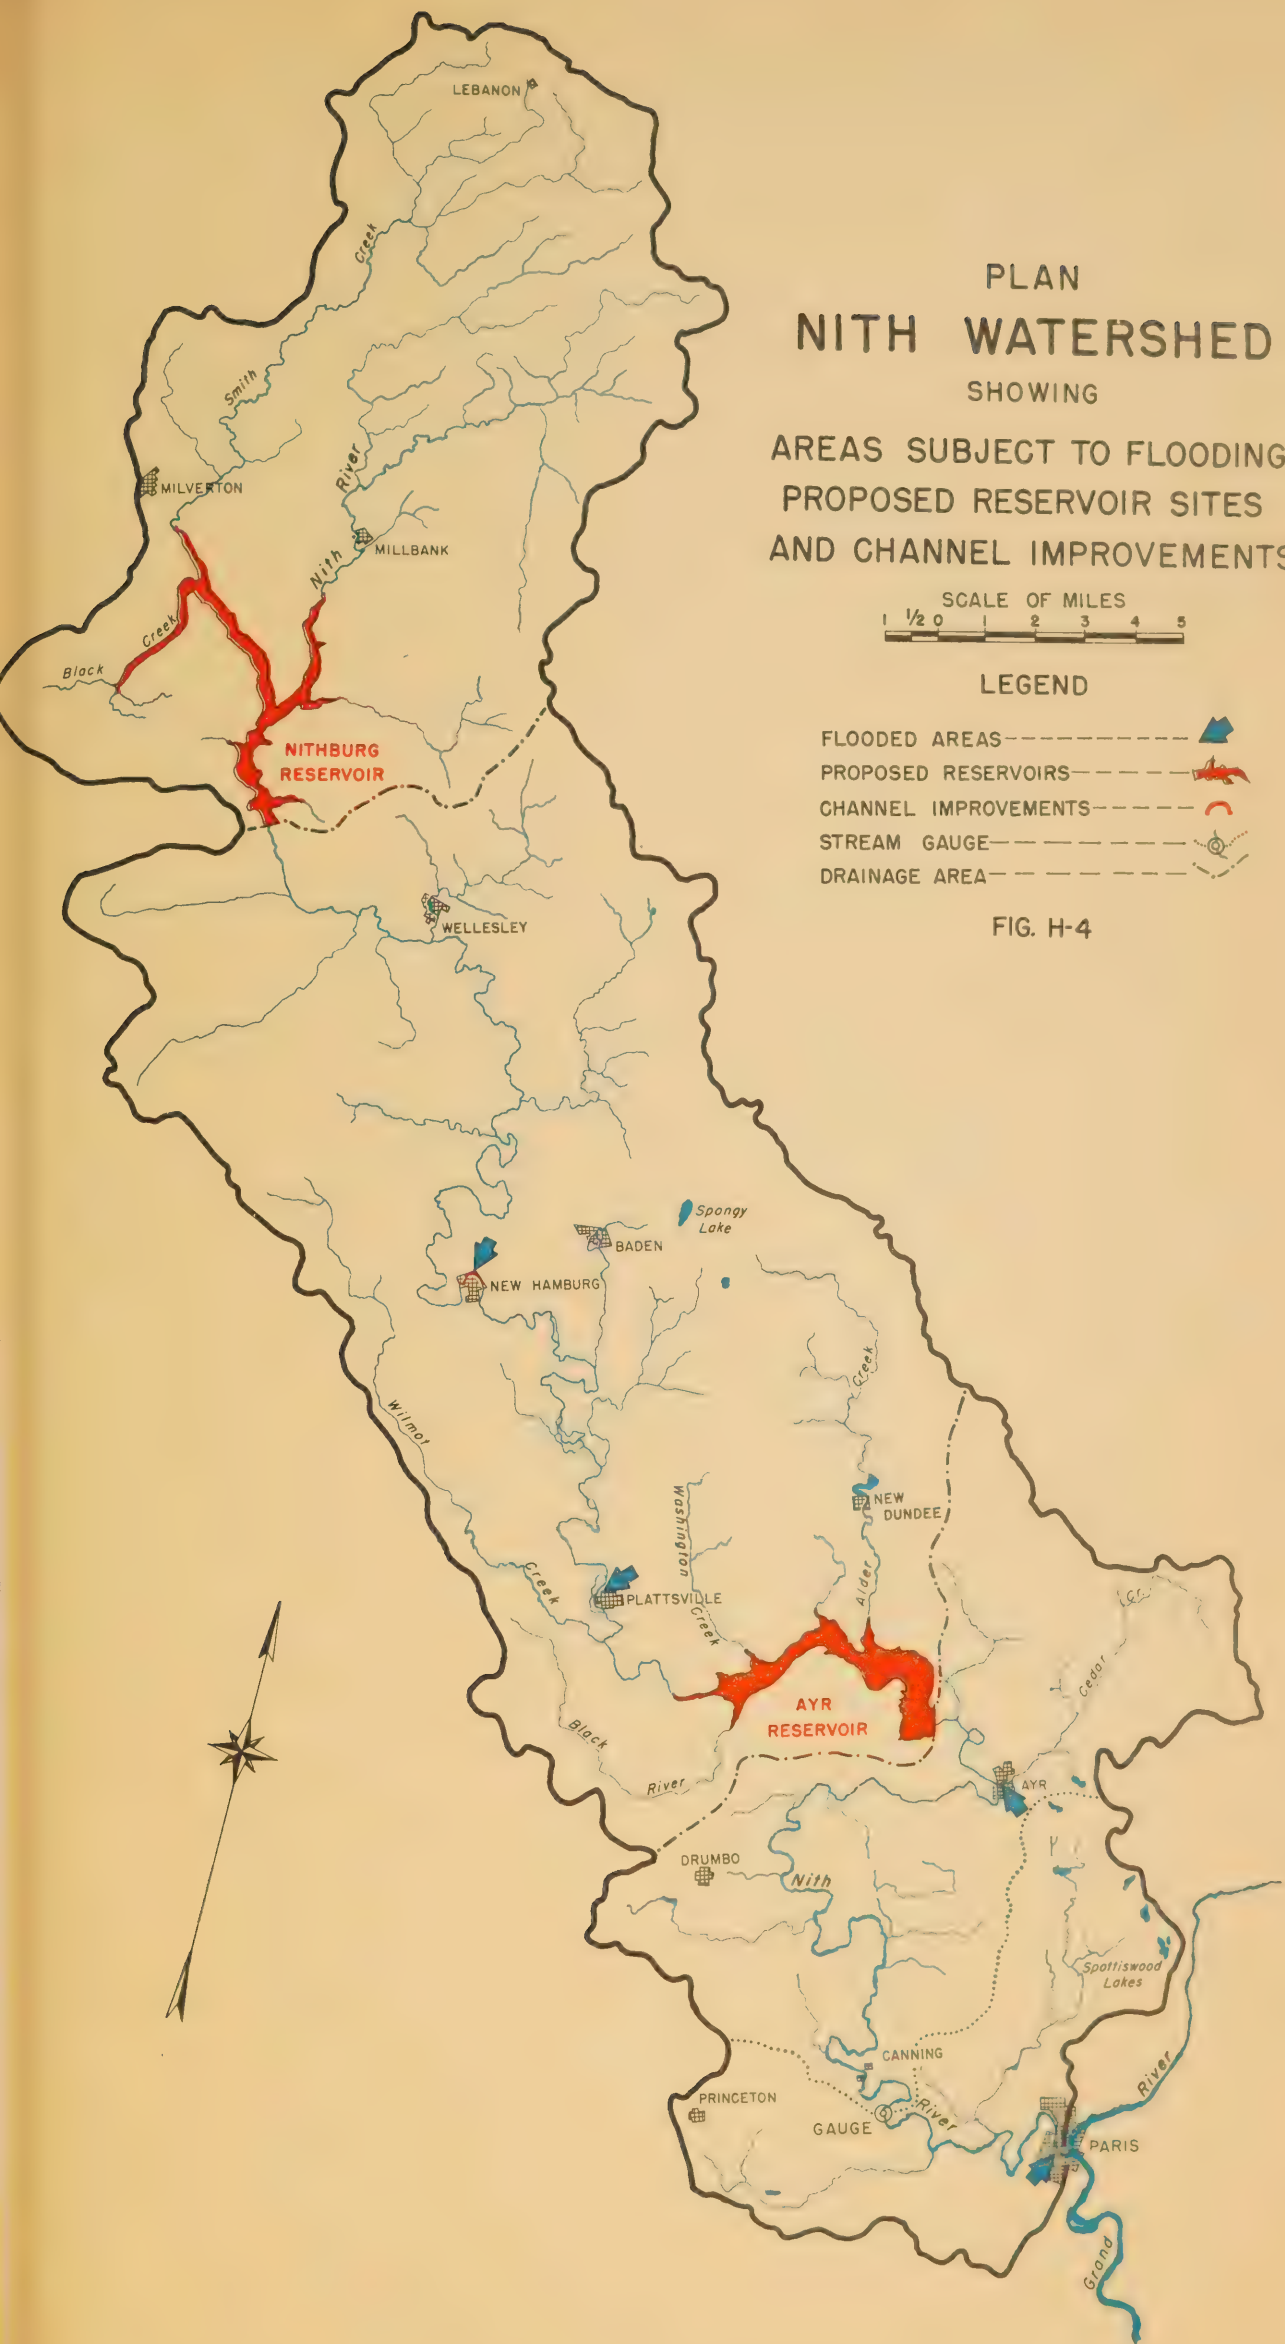 PLAN
NITH WATERSHED
SHOWING
AREAS SUBJECT TO FLOODING
PROPOSED RESERVOIR SITES
AND CHANNEL IMPROVEMENTS
SCALE OF MILES
1 1/2 0 1 2 3 4 5
LEGEND
FLOODED AREAS
PROPOSED RESERVOIRS
CHANNEL IMPROVEMENTS
STREAM GAUGE
DRAINAGE AREA
FIG. H-4
LEBANON
Creek
Smith
River
MILVERTON
Nith
MILLBANK
Creek
Black
NITHBURG
RESERVOIR
WELLESLEY
Spongy
Lake
BADEN
NEW HAMBURG
Creek
Wilmot
NEW
DUNDEE
Washington
Creek
Alder
PLATTSVILLE
Creek
Cedar
Cr.
AYR
RESERVOIR
Black
River
AYR
DRUMBO
Nith
Spottiswood
Lakes
CANNING
River
PRINCETON
GAUGE
River
PARIS
Grand